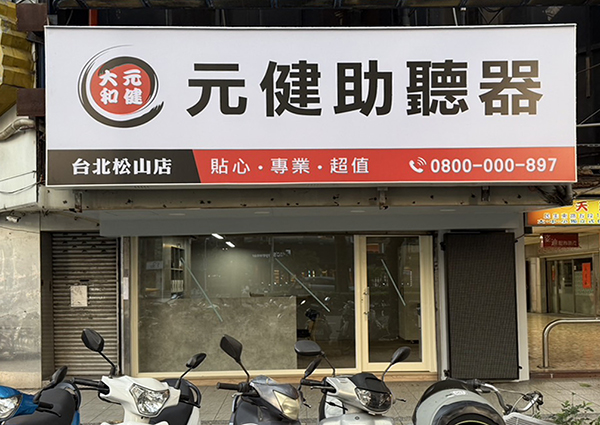 大元
和健
元健助聽器
台北松山店
貼心・專業・超值
0800-000-897
天